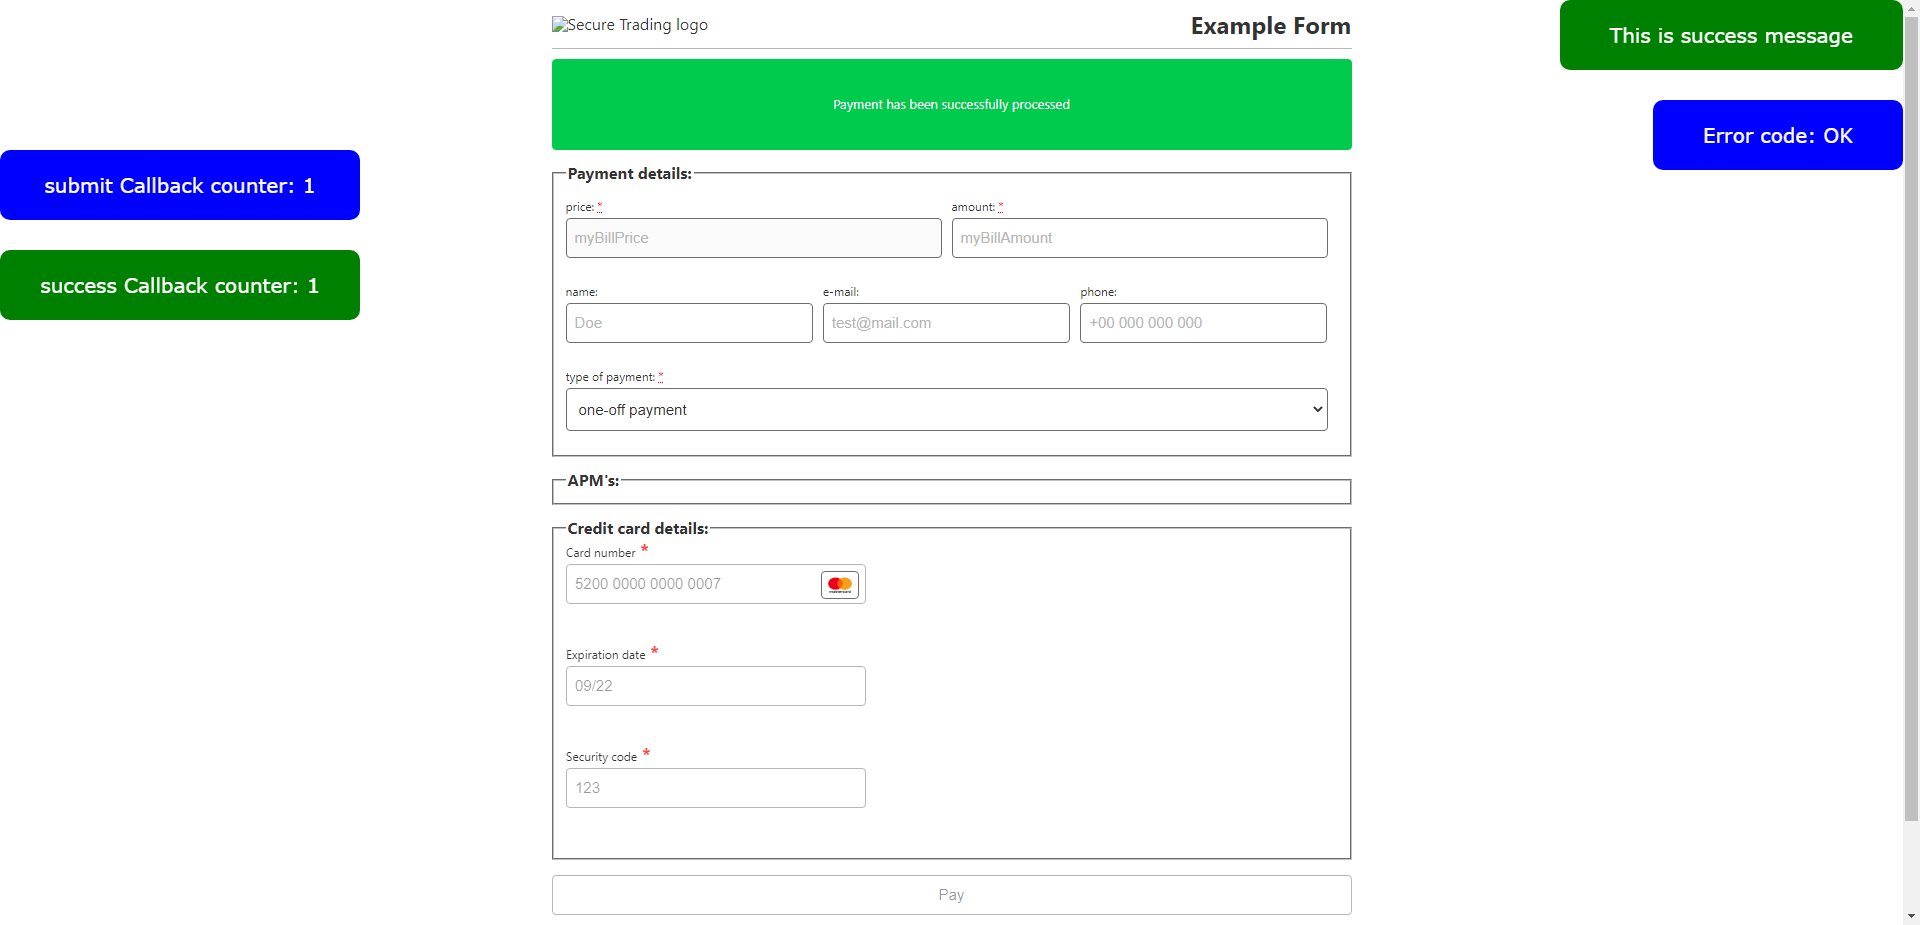 Secure Trading logo
Example Form
This is success message
Payment has been successfully processed
Error code: OK
submit Callback counter: 1
success Callback counter: 1
Payment details:
price: *
amount: *
myBillPrice
myBillAmount
name:
e-mail:
phone:
Doe
test@mail.com
+00 000 000 000
type of payment: *
one-off payment
APM's:
Credit card details:
Card number *
5200 0000 0000 0007
Expiration date *
09/22
Security code *
123
Pay